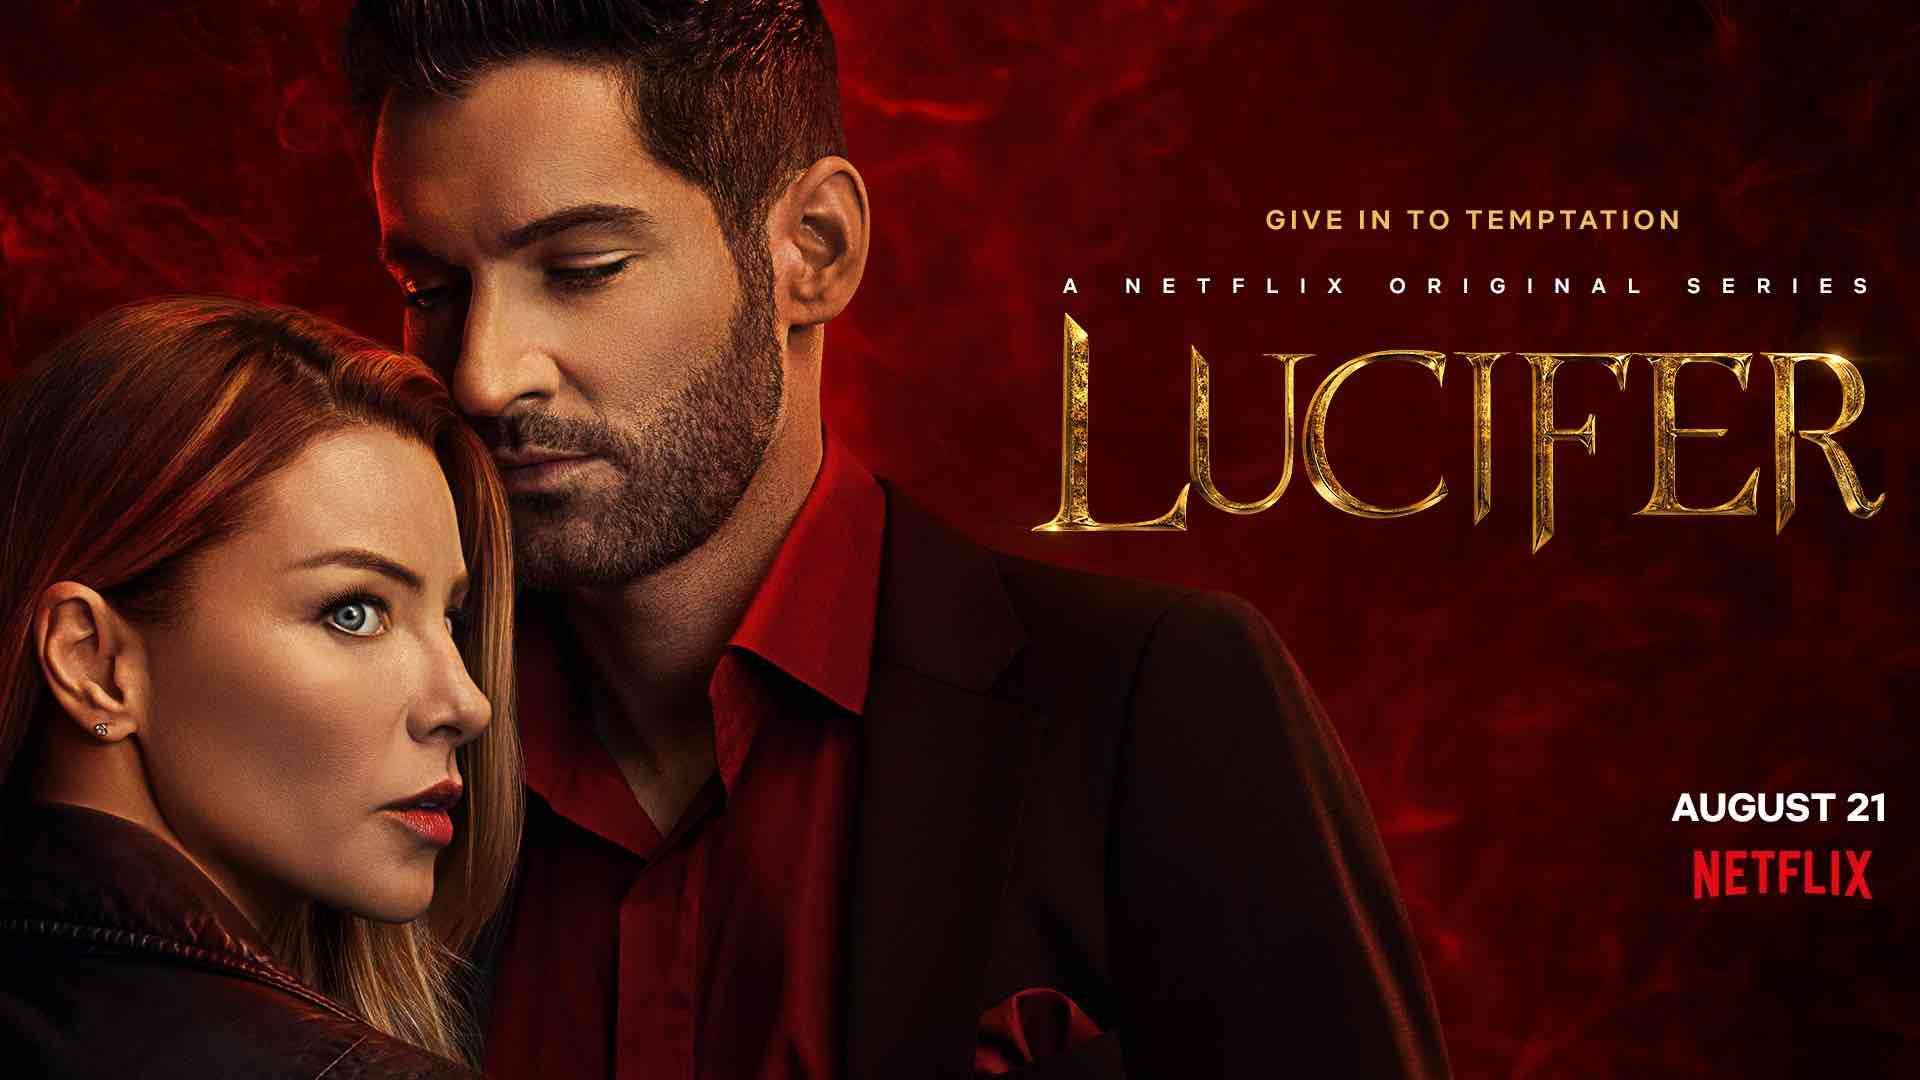 GIVE IN TO TEMPTATION
A NETFLIX ORIGINAL SERIES
LUCIFER
AUGUST 21
NETFLIX